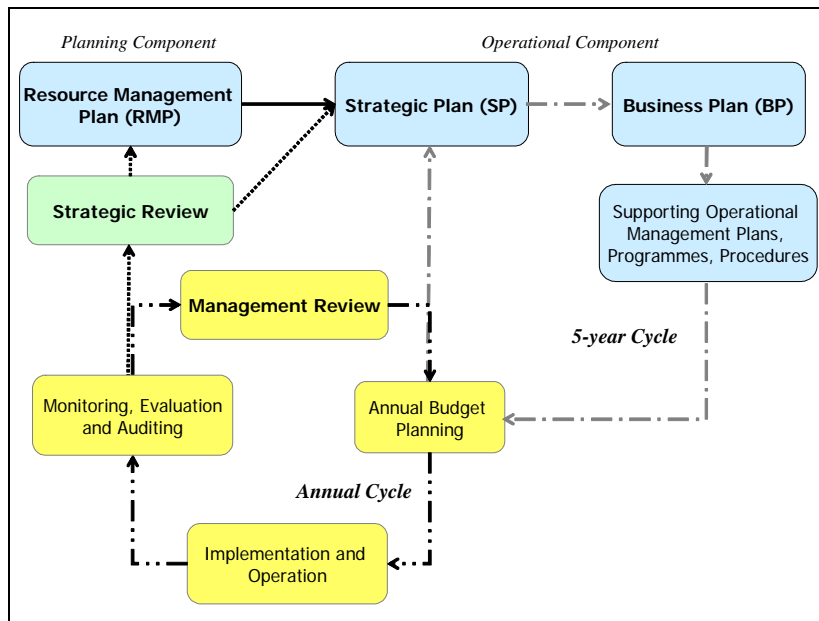 Planning Component
Operational Component
Resource Management
Plan (RMP)
Strategic Plan (SP)
Business Plan (BP)
Strategic Review
Supporting Operational
Management Plans,
Programmes, Procedures
Management Review
5-year Cycle
Monitoring, Evaluation
and Auditing
Annual Budget
Planning
Annual Cycle
Implementation and
Operation